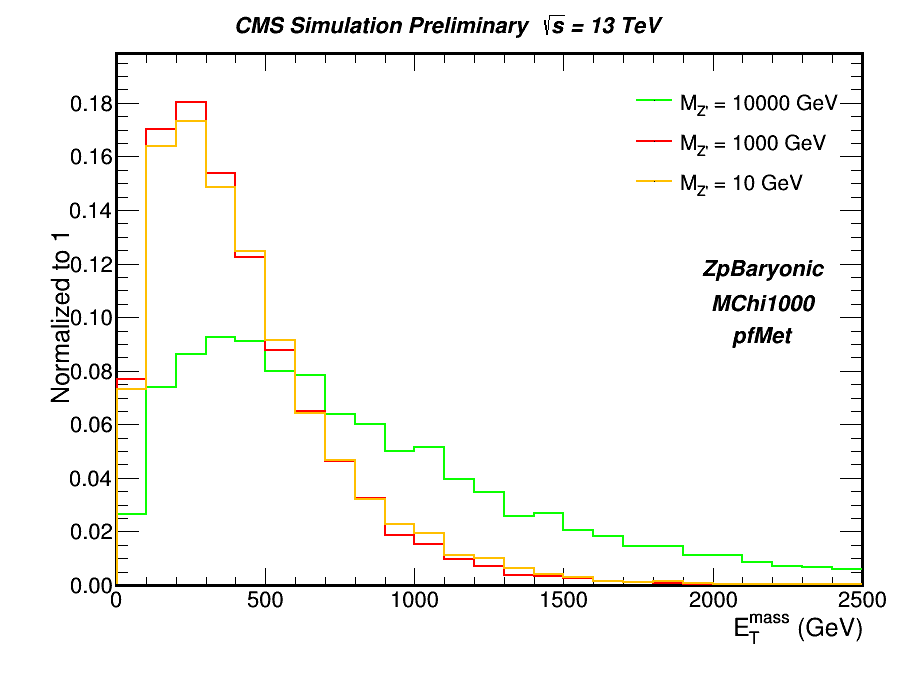 CMS Simulation Preliminary √s = 13 TeV
M_Z' = 10000 GeV
M_Z' = 1000 GeV
M_Z' = 10 GeV
ZpBaryonic
MChi1000
pfMet
Normalized to 1
0.18
0.16
0.14
0.12
0.10
0.08
0.06
0.04
0.02
0.00
0 500 1000 1500 2000 2500
E_T^mass (GeV)